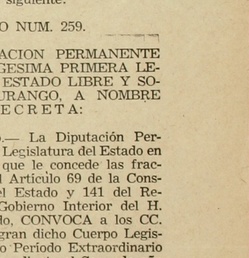 siguiente:
O NUM. 259.
ACION PERMANENTE
GESIMA PRIMERA LE-
ESTADO LIBRE Y SO-
URANGO, A NOMBRE
ECRETA:
.— La Diputación Per-
Legislatura del Estado en
que le concede las frac-
l Artículo 69 de la Cons-
el Estado y 141 del Re-
Gobierno Interior del H.
do, CONVOCA a los CC.
gran dicho Cuerpo Legis-
o Período Extraordinario